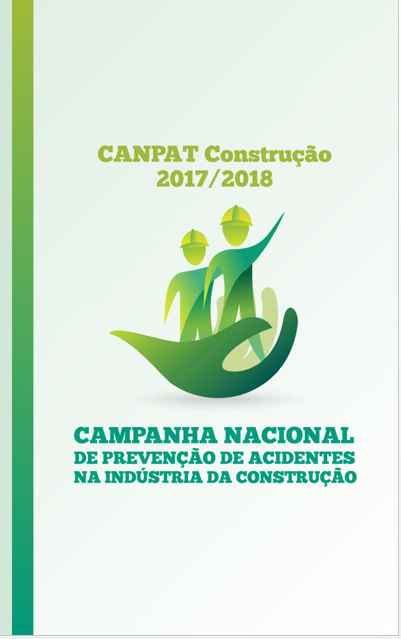 CANPAT Construção
2017/2018
CAMPANHA NACIONAL
DE PREVENÇÃO DE ACIDENTES
NA INDÚSTRIA DA CONSTRUÇÃO